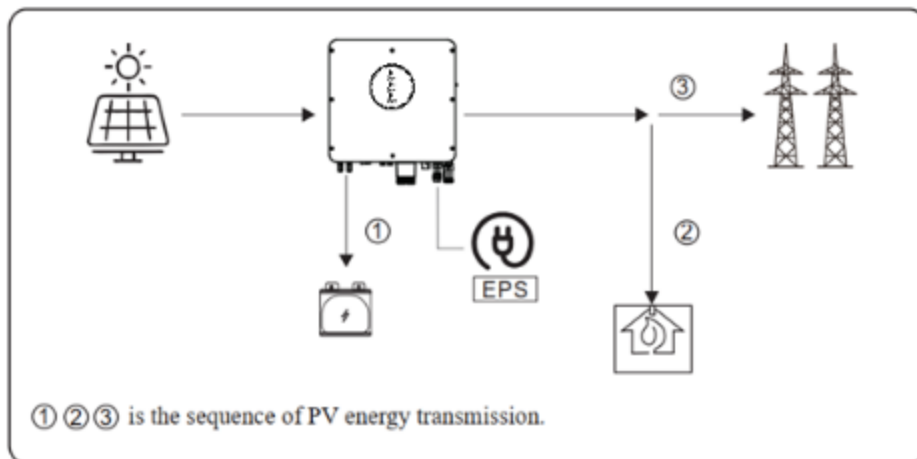 ③
①
②
EPS
① ② ③ is the sequence of PV energy transmission.